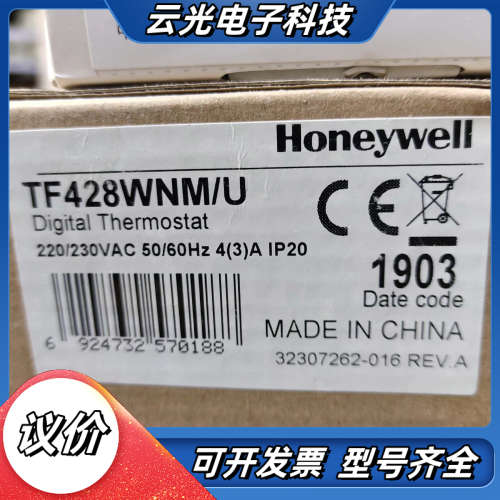 云光电子科技
Honeywell
TF428WNM/U
Digital Thermostat
220/230VAC 50/60Hz 4(3)A IP20
CE
1903
Date code
6 924732 570188
MADE IN CHINA
32307262-016 REV.A
议价
可开发票 型号齐全